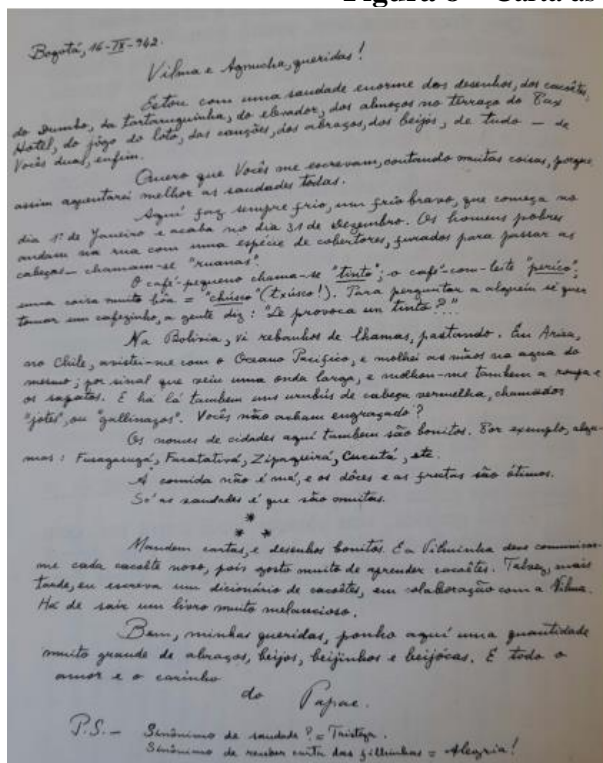 Figura 8 – Carta às
Bogotá, 16-IX-942.
Vilma e Agnucha, queridas!
Estou com uma saudade enorme dos desenhos, dos cacoêtes,
do Dumbo, da tartaruguinha, do elevador, dos almoços no terraço do Pax
Hotel, do jôgo do loto, das canções, dos abraços, dos beijos, de tudo — de
Vocês duas, enfim.
Quero que Vocês me escrevam, contando muitas coisas, porque
assim aguentarei melhor as saudades todas.
Aqui faz sempre frio, um frio bravo, que começa no
dia 1º de Janeiro e acaba no dia 31 de dezembro. Os homens pobres
andam na rua com uma espécie de cobertores, furados para passar as
cabeças — chamam-se "ruanas".
O café-pequeno chama-se "tinto"; o café-com-leite "perico";
uma coisa muito bôa = "chusco" (txúsco!). Para perguntar a alguem si quer
tomar um cafezinho, a gente diz: "Le provoca un tinto?..."
Na Bolivia, vi rebanhos de lhamas, pastando. Em Arica,
no Chile, avistei-me com o Oceano Pacífico, e molhei as mãos na agua do
mesmo; por sinal que veiu uma onda larga, e molhou-me tambem a roupa e
os sapatos. E há lá tambem uns urubús de cabeça vermelha, chamados
"jotes", ou "gallinazos". Vocês não acham engraçado?
Os nomes de cidades aqui tambem são bonitos. Por exemplo, algu-
mas: Fusagasugá, Facatativá, Zipaquirá, Cucutá, etc.
A comida não é má, e os dôces e as frutas são ótimos.
Só as saudades é que são muitas.
*
* *
Mandem cartas, e desenhos bonitos. E a Vilminha deve comunicar-
me cada cacoête novo, pois gosto muito de aprender cacoêtes. Talvez, mais
tarde, eu escreva um dicionário de cacoêtes, em colaboração com a Vilma.
Há de sair um livro muito melancioso.
Bem, minhas queridas, ponho aqui uma quantidade
muito grande de abraços, beijos, beijinhos e beijócas. E todo o
amor e o carinho
do
Papae.
P.S. — Sinônimo de saudade? = Tristeza.
Sinônimo de receber carta das filhinhas = Alegria!